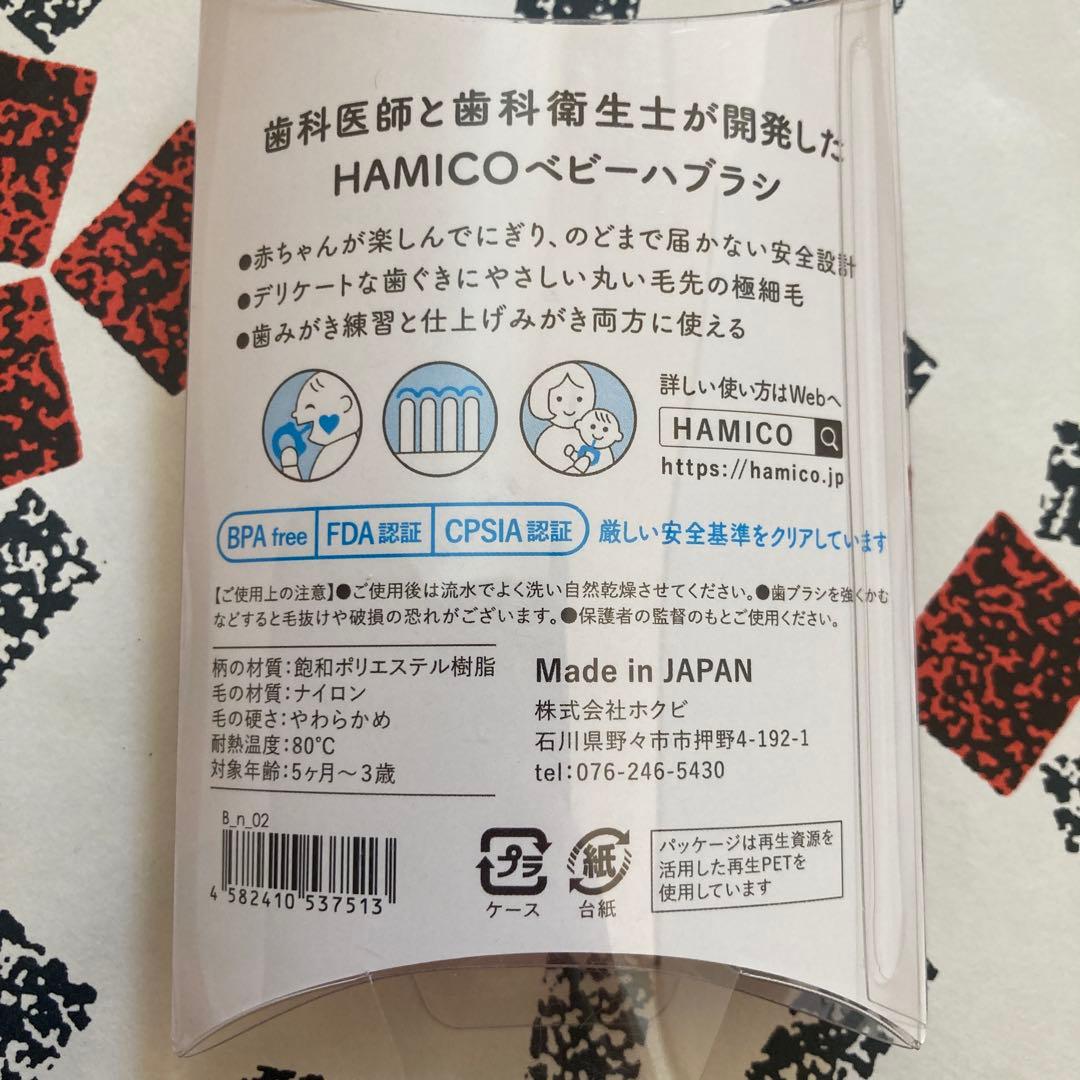 歯科医師と歯科衛生士が開発した
HAMICOベビーハブラシ
●赤ちゃんが楽しんでにぎり、のどまで届かない安全設計
●デリケートな歯ぐきにやさしい丸い毛先の極細毛
●歯みがき練習と仕上げみがき両方に使える
詳しい使い方はWebへ
HAMICO
https://hamico.jp
BPA free FDA認証 CPSIA認証 厳しい安全基準をクリアしています
【ご使用上の注意】●ご使用後は流水でよく洗い自然乾燥させてください。●歯ブラシを強くかむ
などすると毛抜けや破損の恐れがございます。●保護者の監督のもとご使用ください。
柄の材質:飽和ポリエステル樹脂
毛の材質:ナイロン
毛の硬さ:やわらかめ
耐熱温度:80℃
対象年齢:5ヶ月〜3歳
Made in JAPAN
株式会社ホクビ
石川県野々市市押野4-192-1
tel:076-246-5430
B_n_02
4 582410 537513
プラ
ケース
紙
台紙
パッケージは再生資源を
活用した再生PETを
使用しています